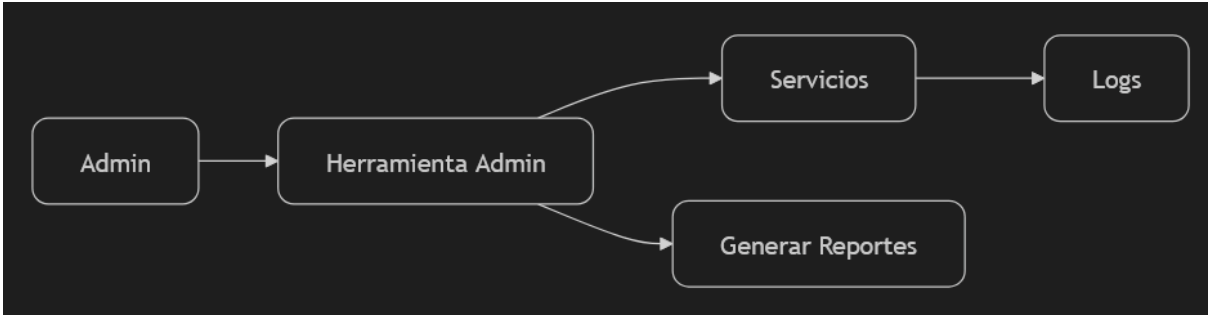 Admin
Herramienta Admin
Servicios
Logs
Generar Reportes